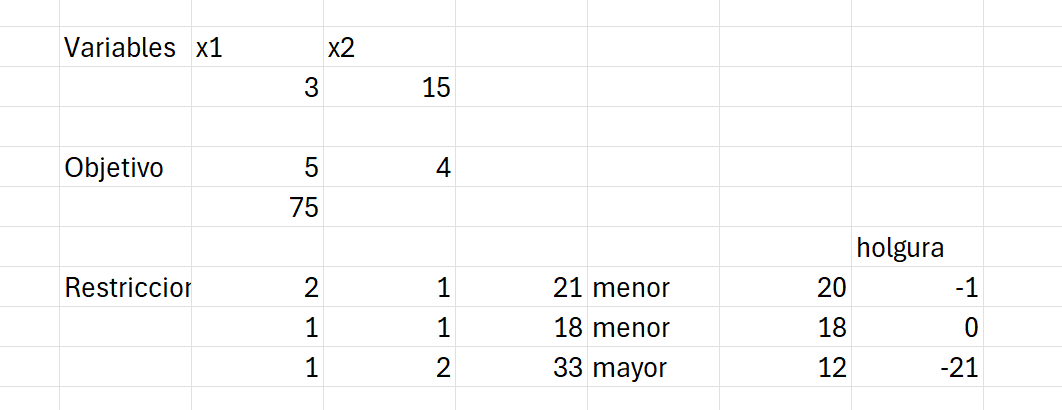 Variables x1 x2
3 15
Objetivo 5 4
75
holgura
Restriccior 2 1 21 menor 20 -1
1 1 18 menor 18 0
1 2 33 mayor 12 -21